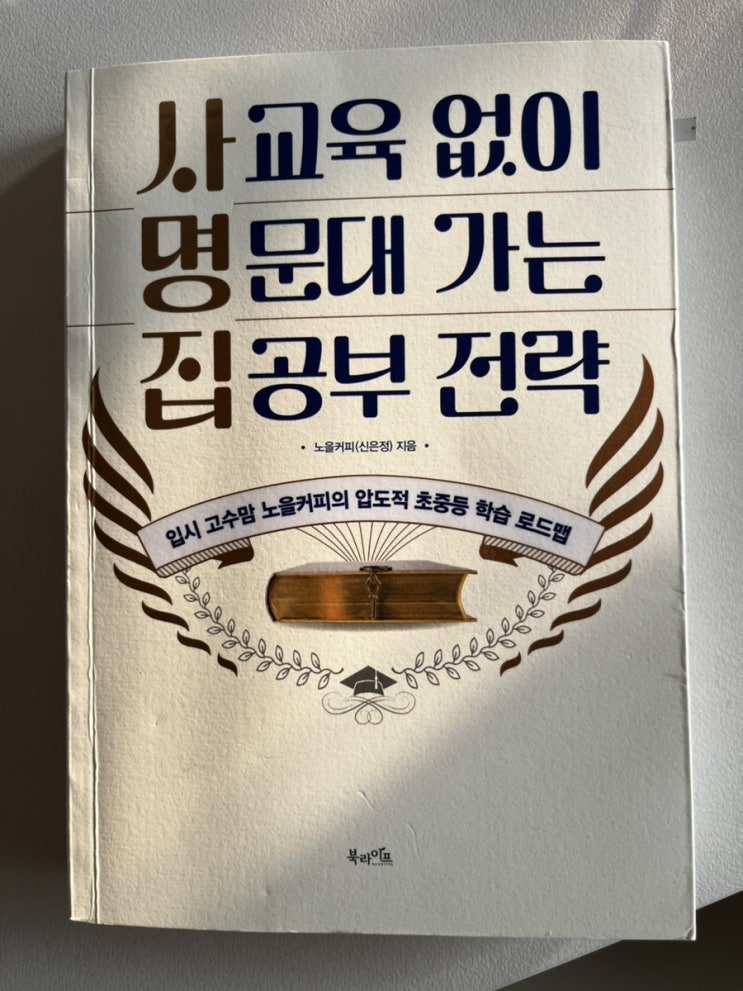 사교육 없이
명문대 가는
집공부 전략
• 노을커피(신은정) 지음 •
입시 고수맘 노을커피의 압도적 초중등 학습 로드맵
북라이프